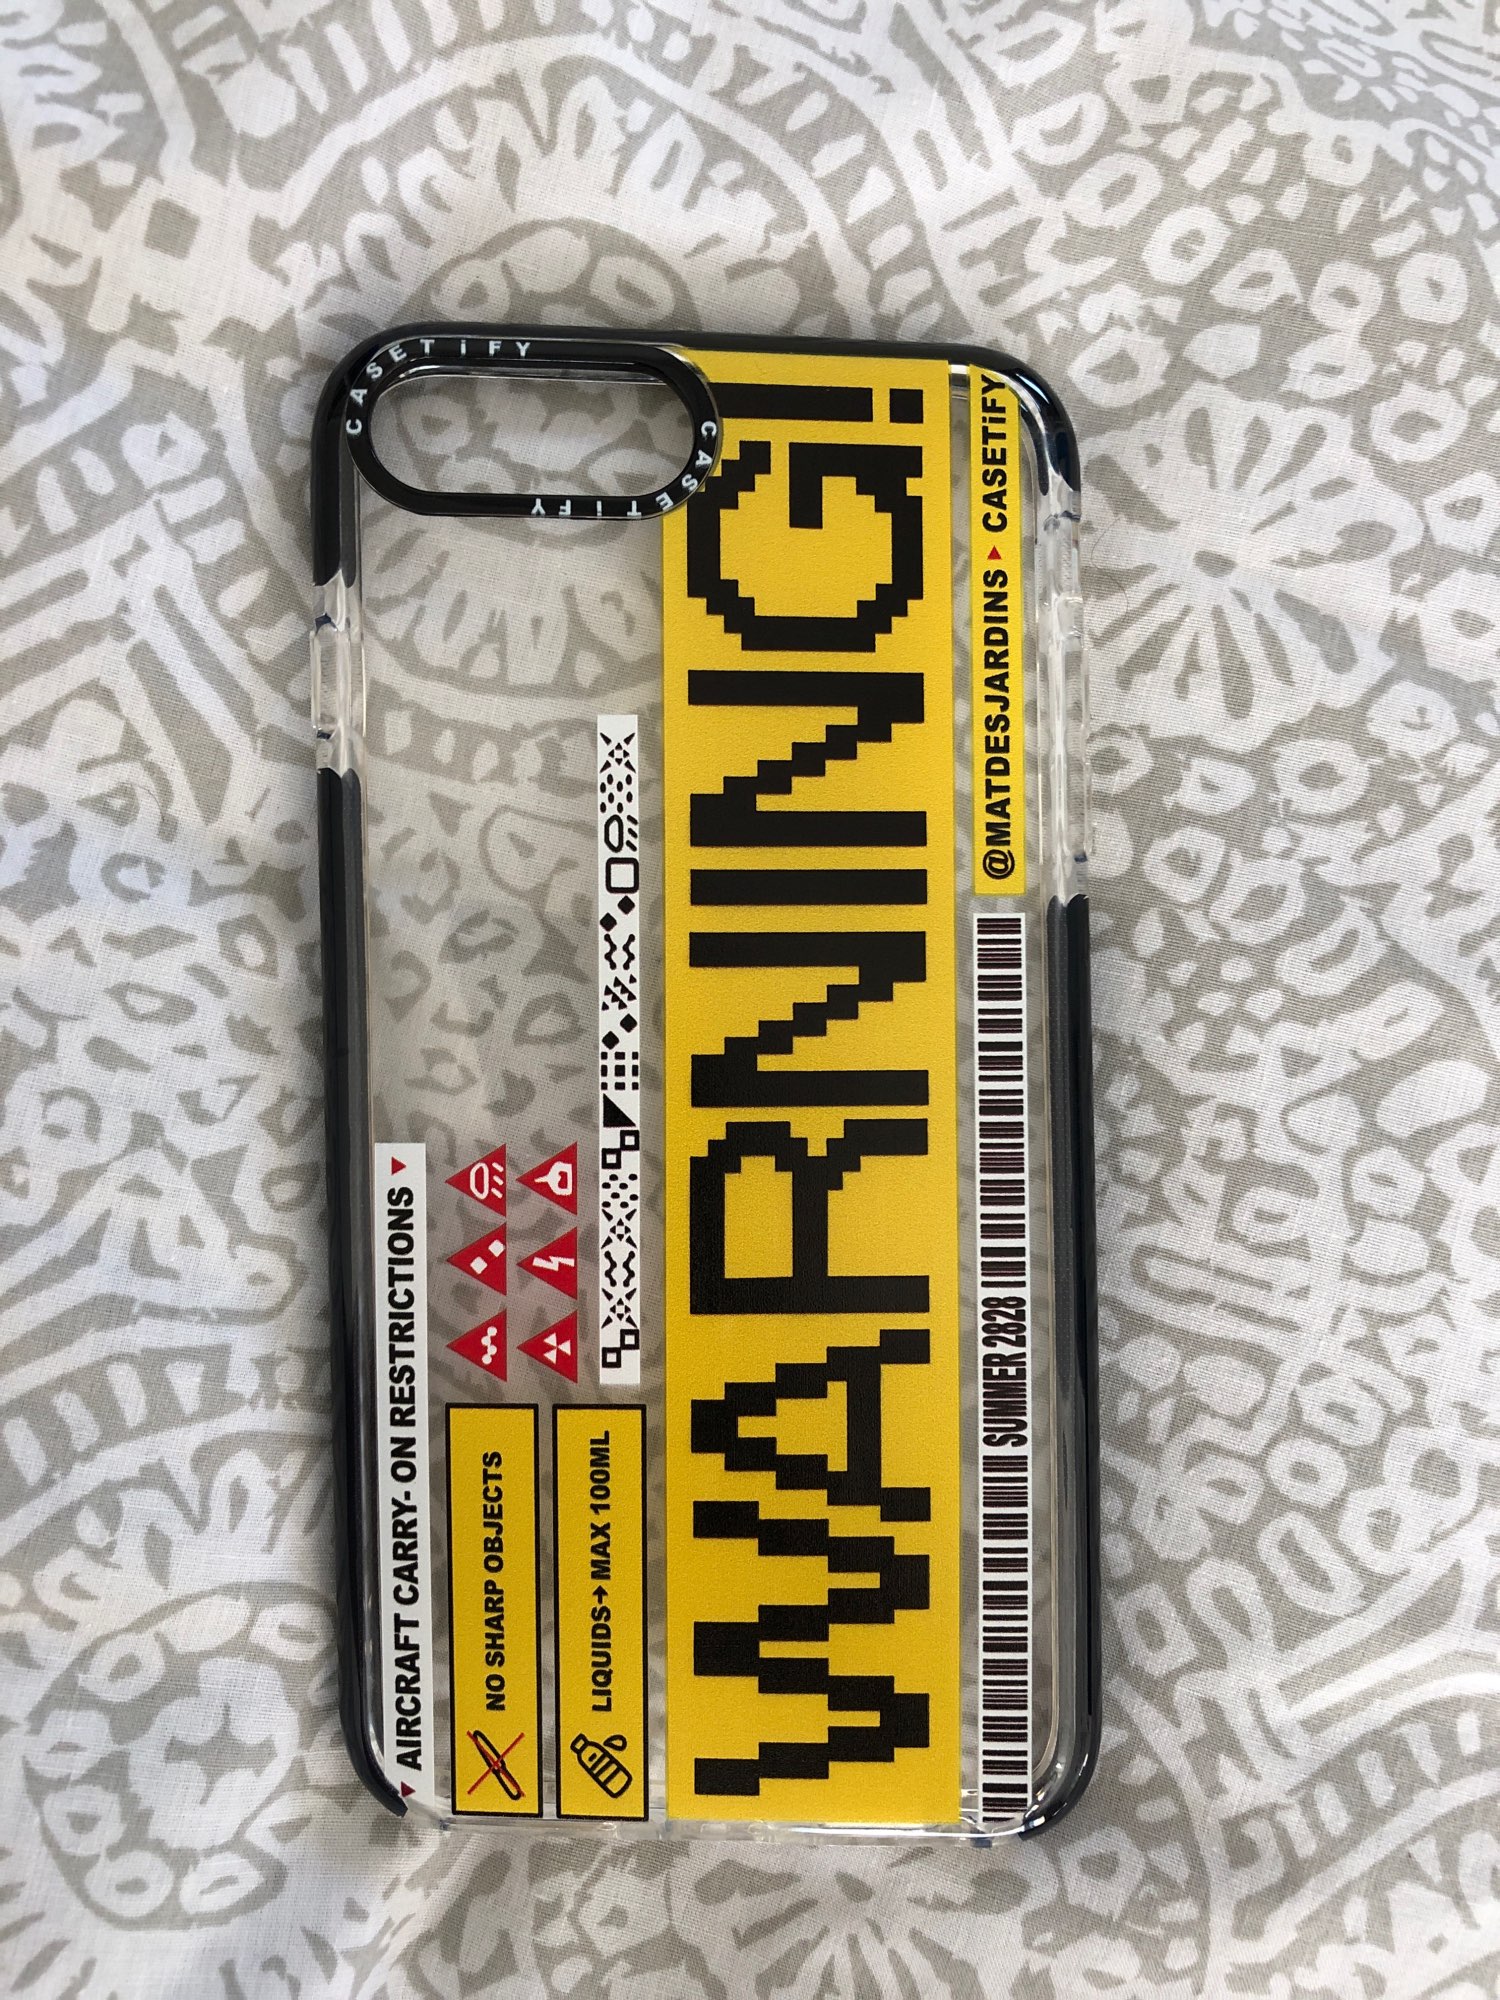 CASETiFY
CASETiFY
▼ AIRCRAFT CARRY- ON RESTRICTIONS ▼
NO SHARP OBJECTS
LIQUIDS→MAX 100ML
WARNING!
SUMMER 2828
@MATDESJARDINS ▸ CASETiFY